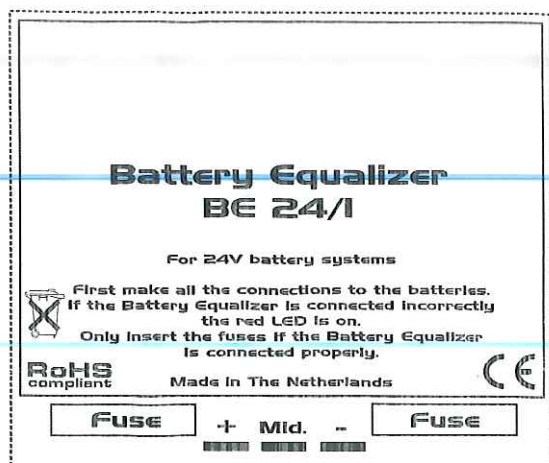 Battery Equalizer
BE 24/1
For 24V battery systems
First make all the connections to the batteries.
If the Battery Equalizer is connected incorrectly
the red LED is on.
Only insert the fuses if the Battery Equalizer
is connected properly.
RoHS
compliant
Made in The Netherlands
CE
Fuse
+ Mid. -
Fuse